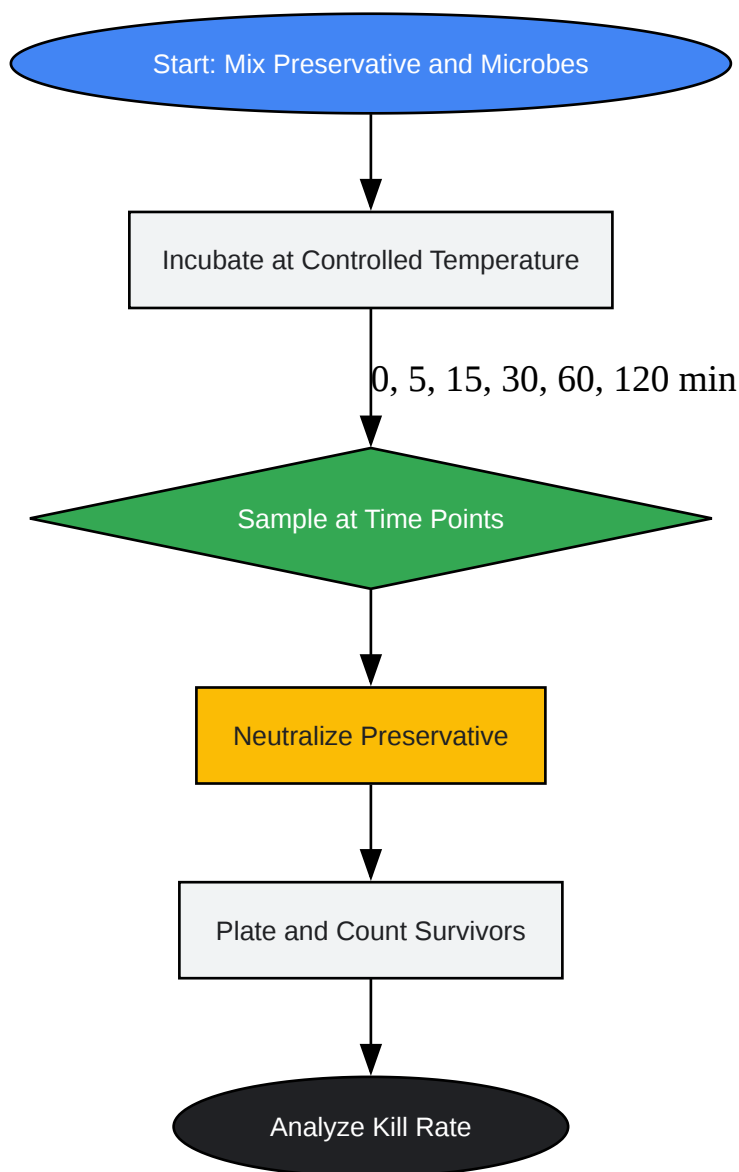 Start: Mix Preservative and Microbes
Incubate at Controlled Temperature
0, 5, 15, 30, 60, 120 min
Sample at Time Points
Neutralize Preservative
Plate and Count Survivors
Analyze Kill Rate